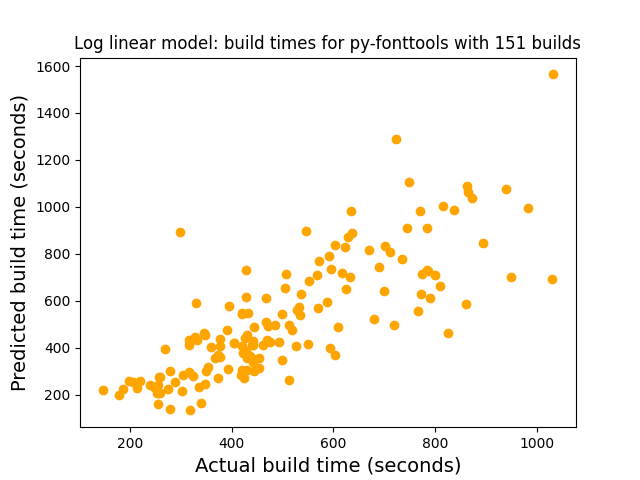 Log linear model: build times for py-fonttools with 151 builds
1600
1400
1200
1000
800
600
400
200
Predicted build time (seconds)
200 400 600 800 1000
Actual build time (seconds)